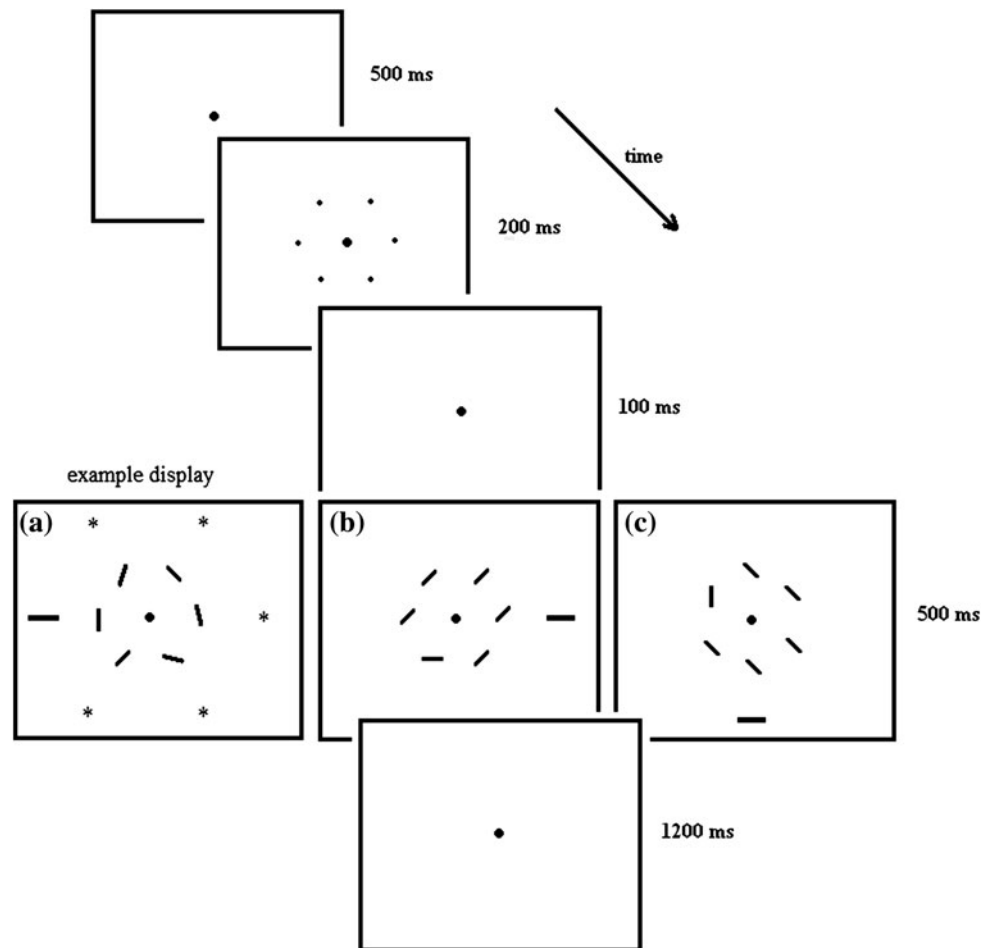 500 ms
time
200 ms
100 ms
example display
(a)
(b)
(c)
* *
*
* *
500 ms
1200 ms